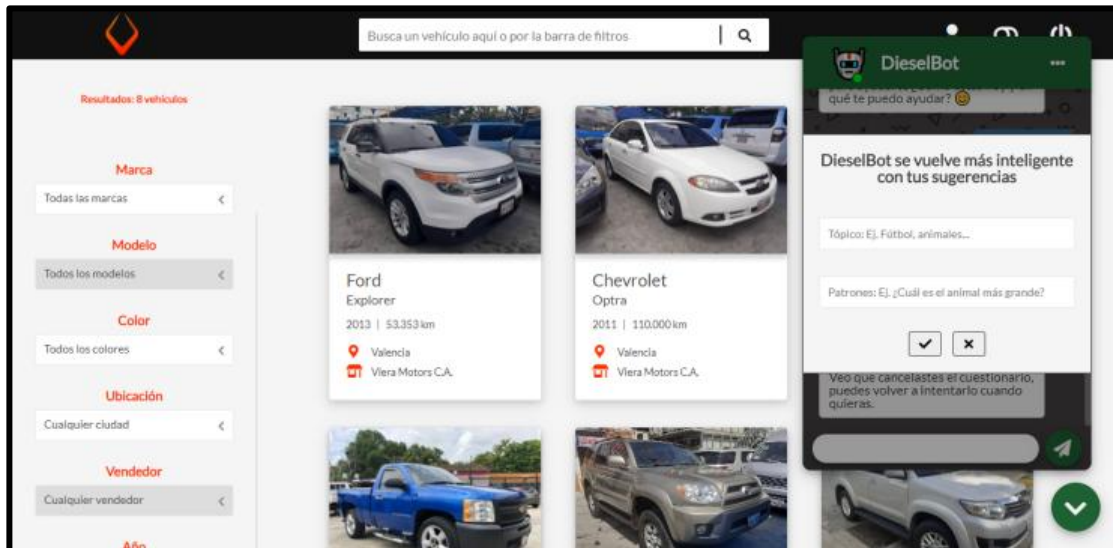 Busca un vehículo aquí o por la barra de filtros
DieselBot
Resultados: 8 vehículos
Marca
Todas las marcas
Modelo
Todos los modelos
Color
Todos los colores
Ubicación
Cualquier ciudad
Vendedor
Cualquier vendedor
Año
Ford
Explorer
2013 | 53.353 km
Valencia
Viera Motors C.A.
Chevrolet
Optra
2011 | 110.000 km
Valencia
Viera Motors C.A.
qué te puedo ayudar?
DieselBot se vuelve más inteligente
con tus sugerencias
Tópico: Ej. Fútbol, animales...
Patrones: Ej. ¿Cuál es el animal más grande?
Veo que cancelastes el cuestionario,
puedes volver a intentarlo cuando
quieras.